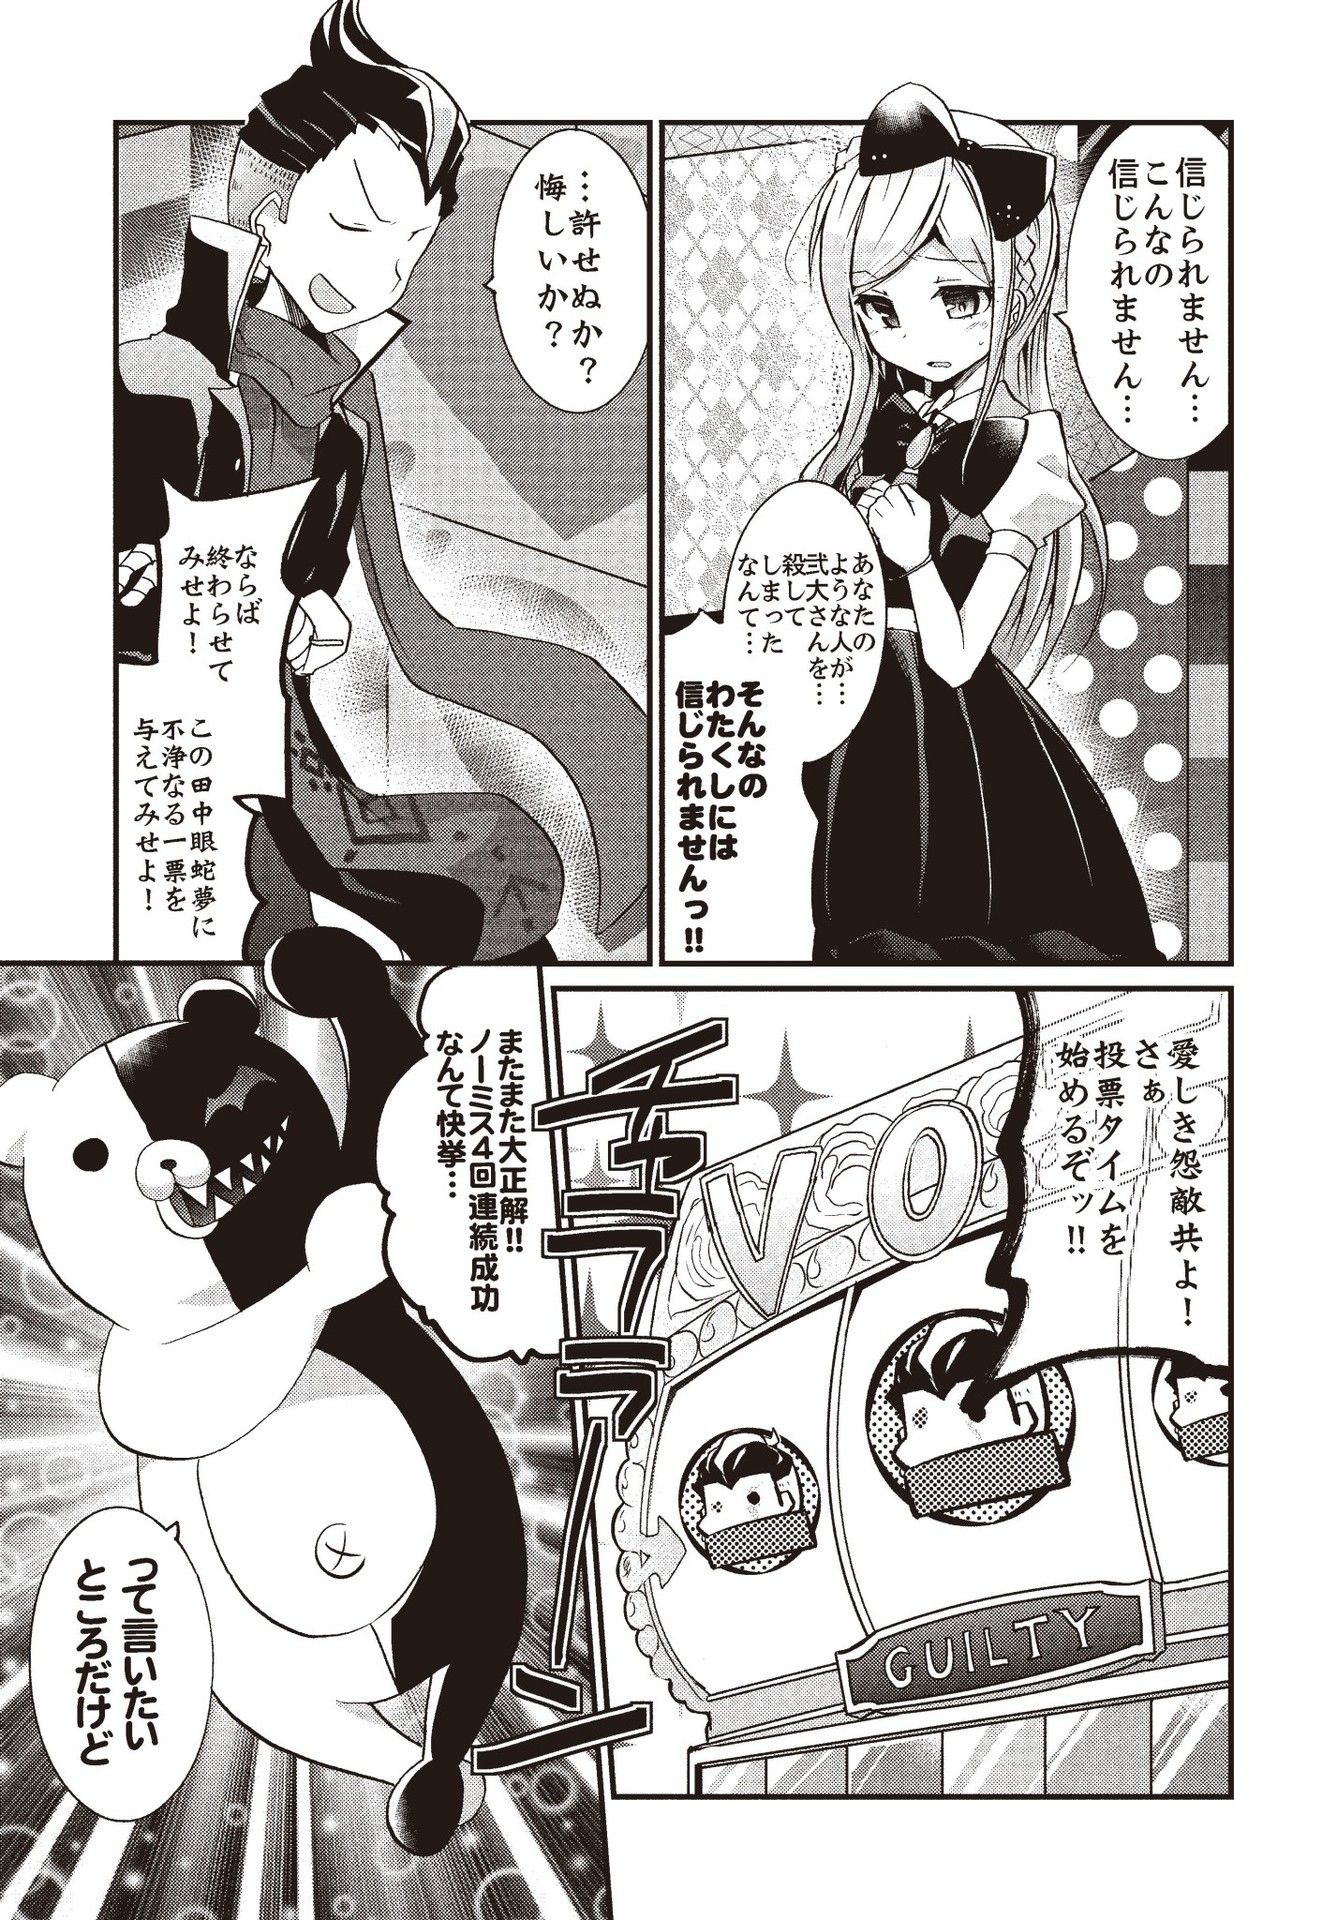 信じられません…
こんなの
信じられません…
あなたの
ような人が…
弐大さんを…
殺して
しまった
なんて…
そんなの
わたくしには
信じられませんっ!!
…許せぬか?
悔しいか?
ならば
終わらせて
みせよ!
この田中眼蛇夢に
不浄なる一票を
与えてみせよ!
愛しき怨敵共よ!
さぁ
投票タイムを
始めるぞッ!!
VO
GUILTY
チャラララーン
またまた大正解!!
ノーミス4回連続成功
なんて快挙…
って言いたい
ところだけど